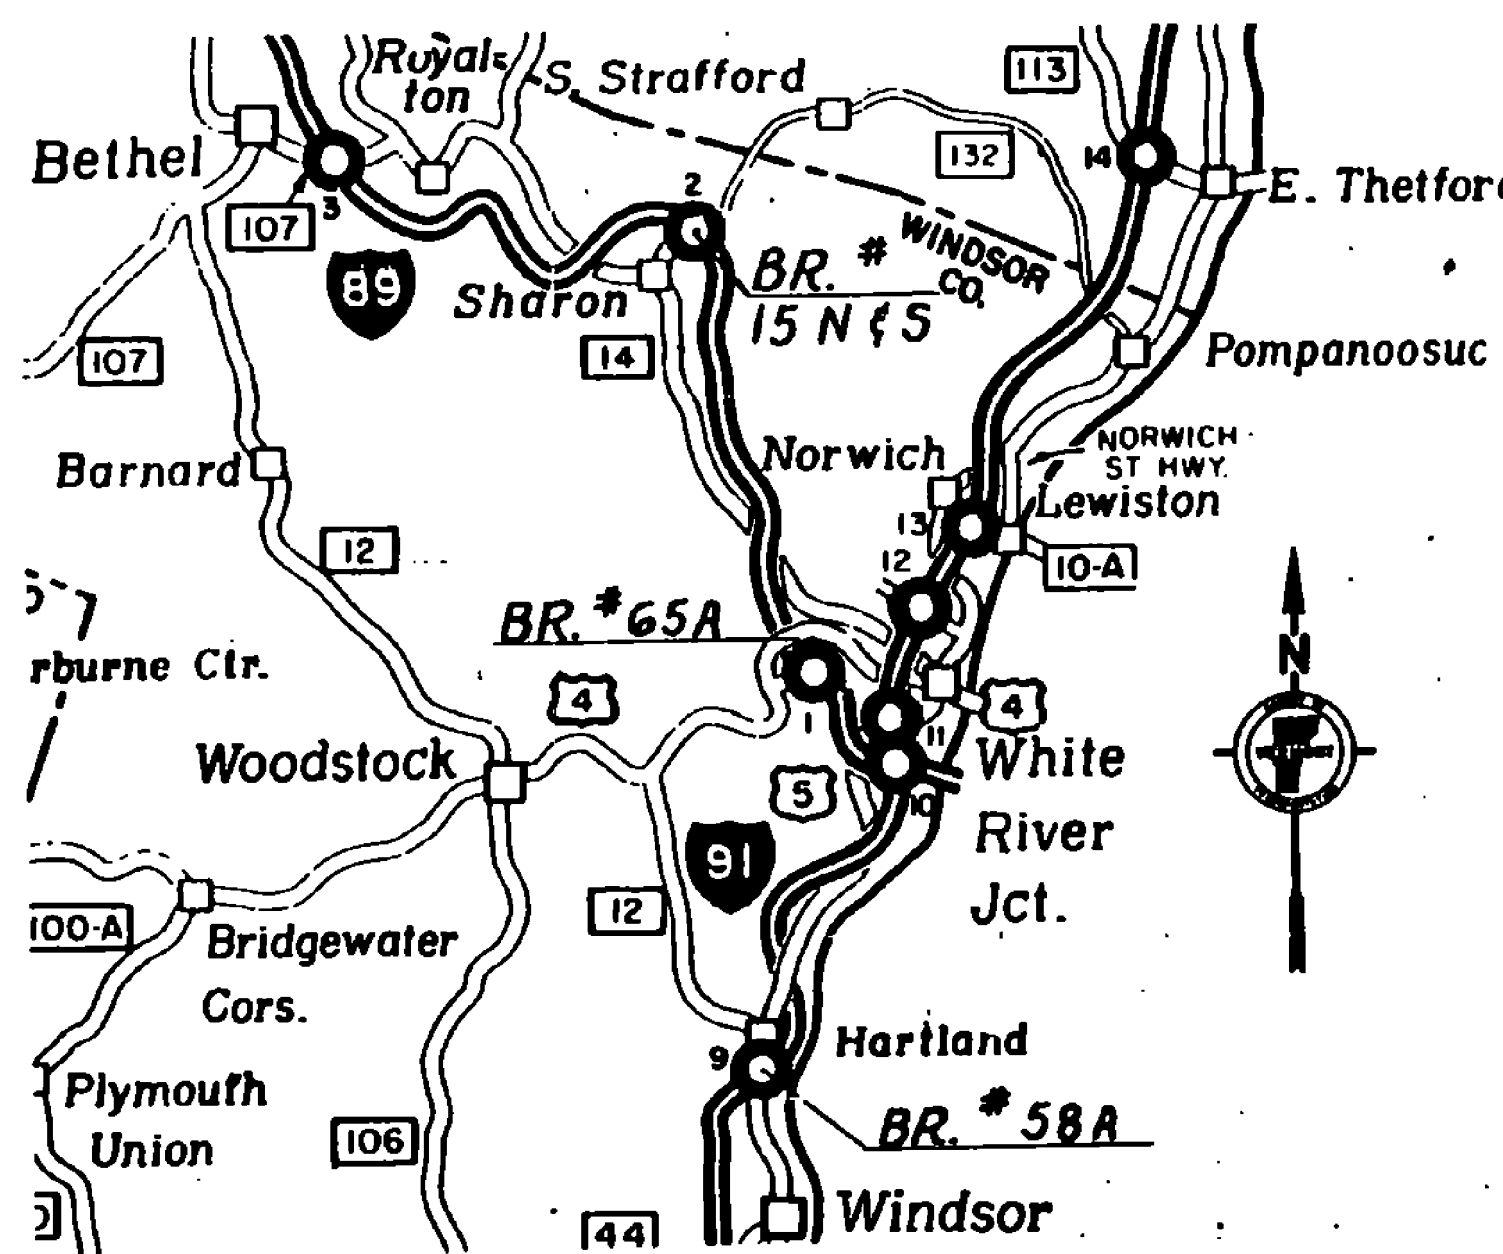 Royal-
ton
S. Strafford
113
Bethel
132
14
E. Thetford
107
3
2
89
WINDSOR
CO.
BR. #
15 N & S
Sharon
14
107
Pompanoosuc
Norwich
NORWICH
ST HWY.
Barnard
Lewiston
13
12
12
10-A
BR. #65A
rburne Ctr.
4
4
1
11
N
Woodstock
White
River
Jct.
5
10
91
12
100-A
Bridgewater
Cors.
9
Hartland
Plymouth
Union
106
BR. #58A
44
Windsor